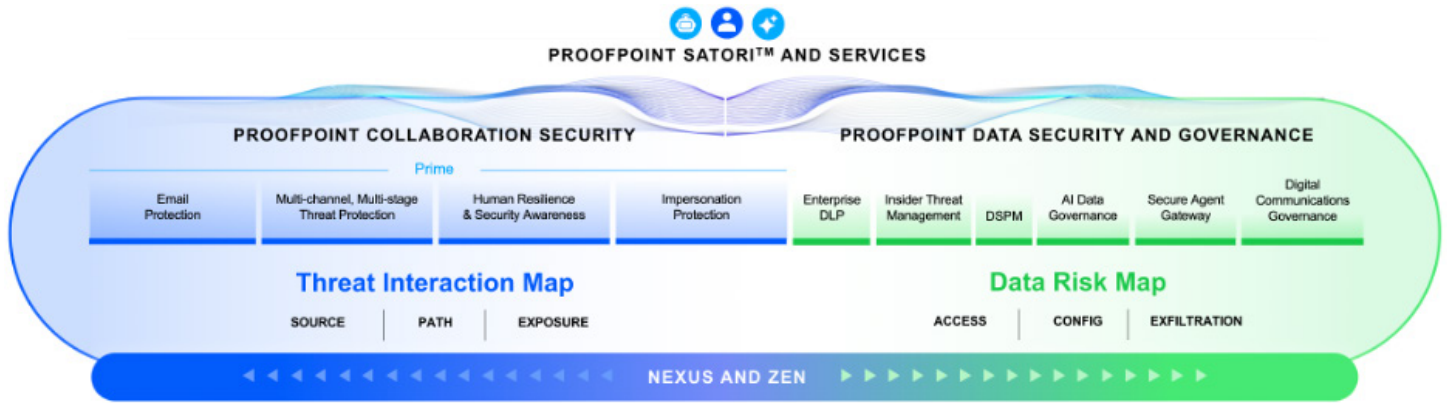 PROOFPOINT SATORI™ AND SERVICES
PROOFPOINT COLLABORATION SECURITY
PROOFPOINT DATA SECURITY AND GOVERNANCE
Prime
Email
Protection
Multi-channel, Multi-stage
Threat Protection
Human Resilience
& Security Awareness
Impersonation
Protection
Enterprise
DLP
Insider Threat
Management
DSPM
AI Data
Governance
Secure Agent
Gateway
Digital
Communications
Governance
Threat Interaction Map
SOURCE
PATH
EXPOSURE
Data Risk Map
ACCESS
CONFIG
EXFILTRATION
NEXUS AND ZEN